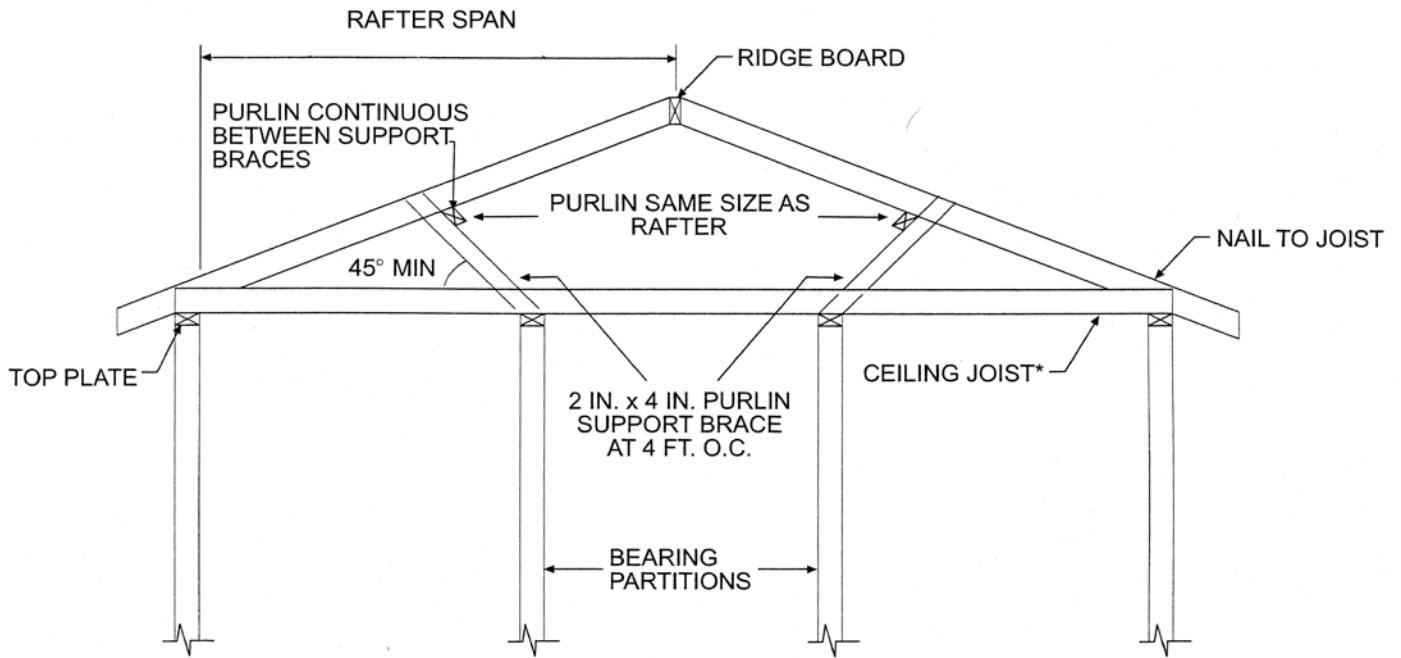 RAFTER SPAN
RIDGE BOARD
PURLIN CONTINUOUS
BETWEEN SUPPORT
BRACES
PURLIN SAME SIZE AS
RAFTER
NAIL TO JOIST
45° MIN
TOP PLATE
CEILING JOIST*
2 IN. x 4 IN. PURLIN
SUPPORT BRACE
AT 4 FT. O.C.
BEARING
PARTITIONS